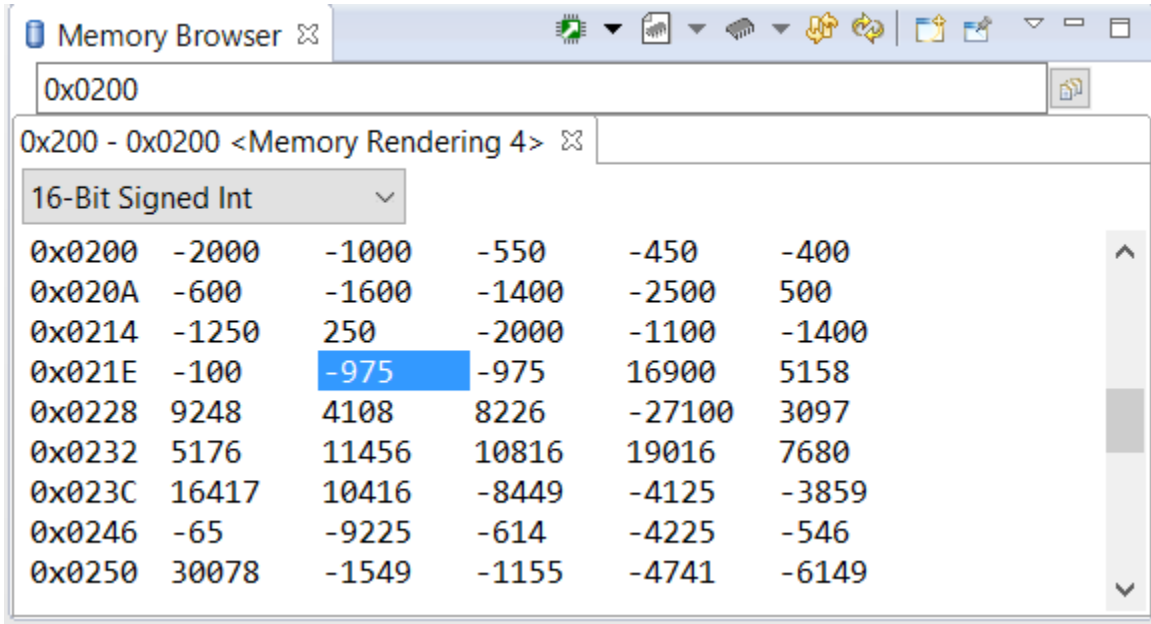 Memory Browser
0x0200
0x200 - 0x0200 <Memory Rendering 4>
16-Bit Signed Int
0x0200 -2000 -1000 -550 -450 -400
0x020A -600 -1600 -1400 -2500 500
0x0214 -1250 250 -2000 -1100 -1400
0x021E -100 -975 -975 16900 5158
0x0228 9248 4108 8226 -27100 3097
0x0232 5176 11456 10816 19016 7680
0x023C 16417 10416 -8449 -4125 -3859
0x0246 -65 -9225 -614 -4225 -546
0x0250 30078 -1549 -1155 -4741 -6149